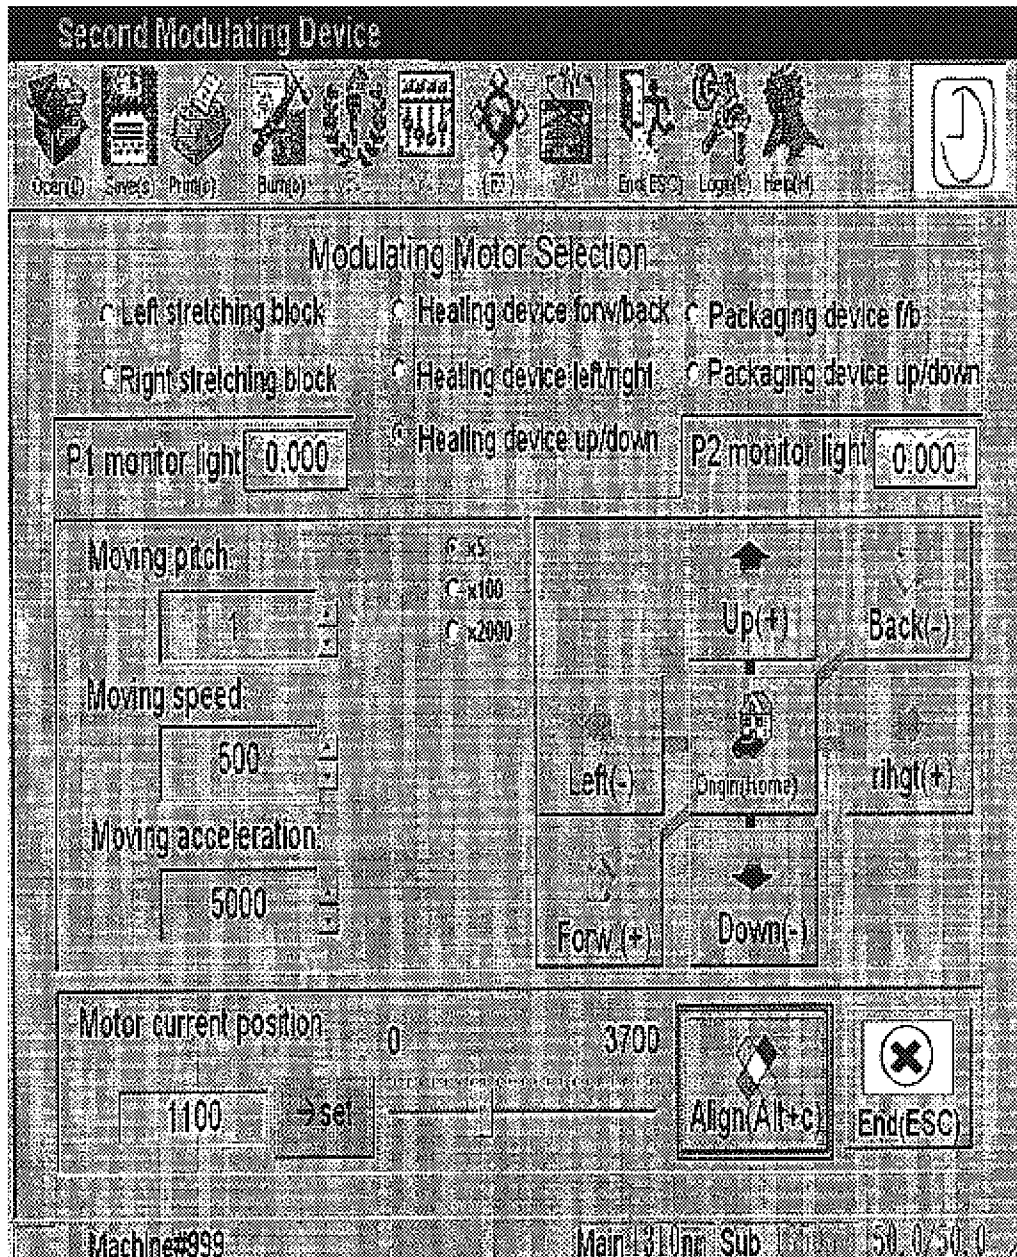 Second Modulating Device
Open(O) Save(s) Print(p) Burn(b) End(ESC) Login(L) Help(H)
Modulating Motor Selection
Left stretching block Heating device forw/back Packaging device f/b
Right stretching block Heating device left/right Packaging device up/down
Heating device up/down
P1 monitor light 0.000 P2 monitor light 0.000
Moving pitch: x5
1 x100
x2000
Up(+) Back(-)
Moving speed:
500
Left(-) Origin(Home) rihgt(+)
Moving acceleration:
5000
Forw.(+) Down(-)
Motor current position 0 3700
1100 →set Align(Alt+c) End(ESC)
Machine#999 Main 1310nm Sub 50.0/50.0